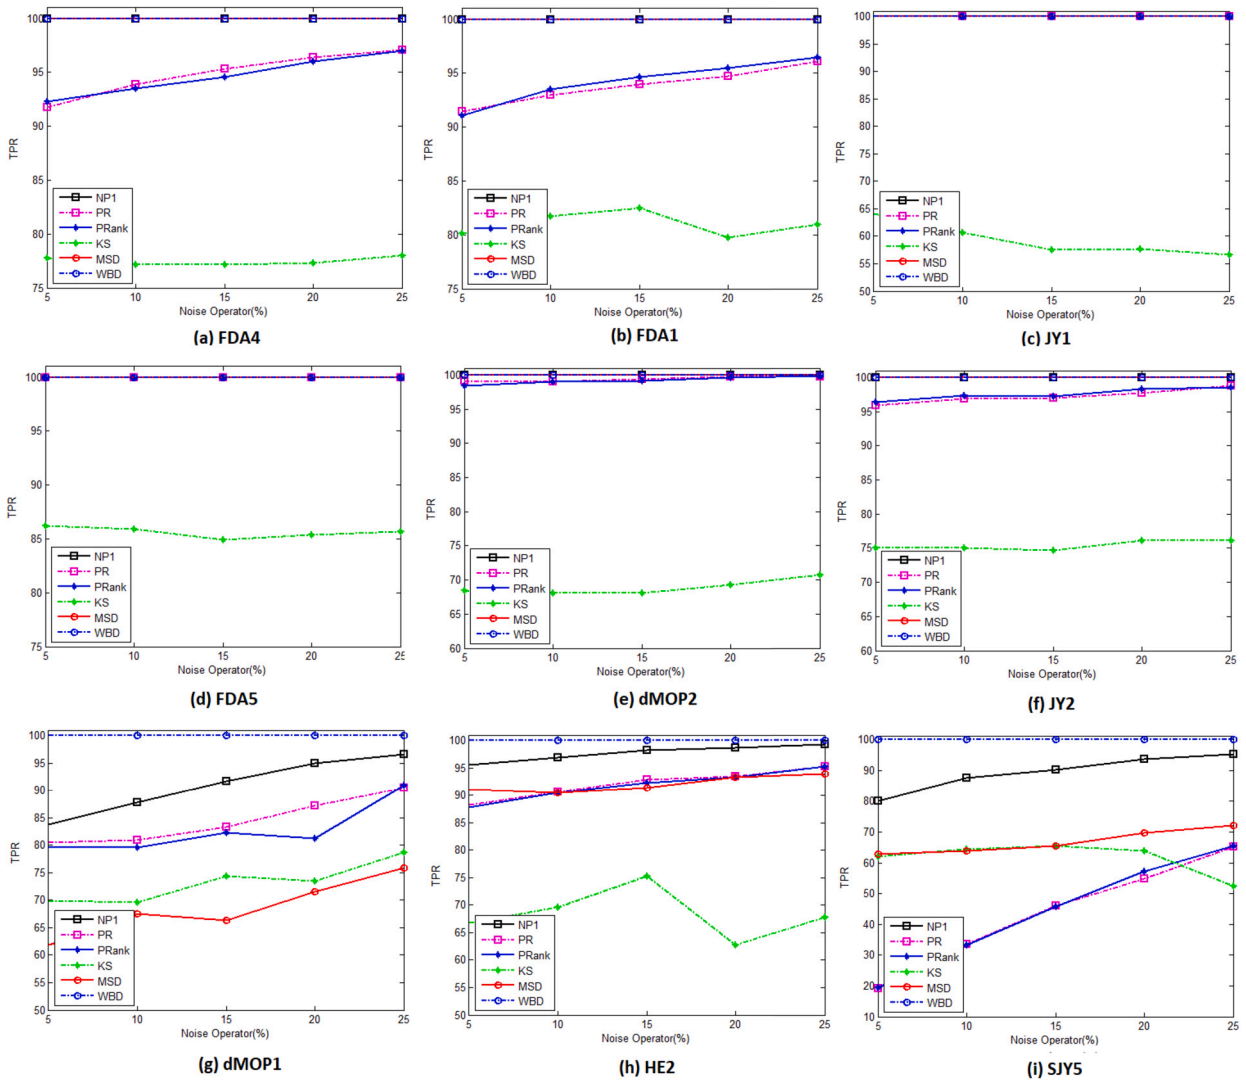 100
95
90
85
80
75
TPR
NP1
PR
PRank
KS
MSD
WBD
5
10
15
20
25
Noise Operator(%)
(a) FDA4
100
95
90
85
80
75
TPR
NP1
PR
PRank
KS
MSD
WBD
5
10
15
20
25
Noise Operator(%)
(b) FDA1
100
95
90
85
80
75
70
65
60
55
50
TPR
NP1
PR
PRank
KS
MSD
WBD
5
10
15
20
25
Noise Operator(%)
(c) JY1
100
95
90
85
80
75
TPR
NP1
PR
PRank
KS
MSD
WBD
5
10
15
20
25
Noise Operator(%)
(d) FDA5
100
95
90
85
80
75
70
65
60
TPR
NP1
PR
PRank
KS
MSD
WBD
5
10
15
20
25
Noise Operator(%)
(e) dMOP2
100
95
90
85
80
75
70
65
60
TPR
NP1
PR
PRank
KS
MSD
WBD
5
10
15
20
25
Noise Operator(%)
(f) JY2
100
95
90
85
80
75
70
65
60
55
50
TPR
NP1
PR
PRank
KS
MSD
WBD
5
10
15
20
25
Noise Operator(%)
(g) dMOP1
100
95
90
85
80
75
70
65
60
55
50
TPR
NP1
PR
PRank
KS
MSD
WBD
5
10
15
20
25
Noise Operator(%)
(h) HE2
100
90
80
70
60
50
40
30
20
10
TPR
NP1
PR
PRank
KS
MSD
WBD
5
10
15
20
25
Noise Operator(%)
(i) SJY5